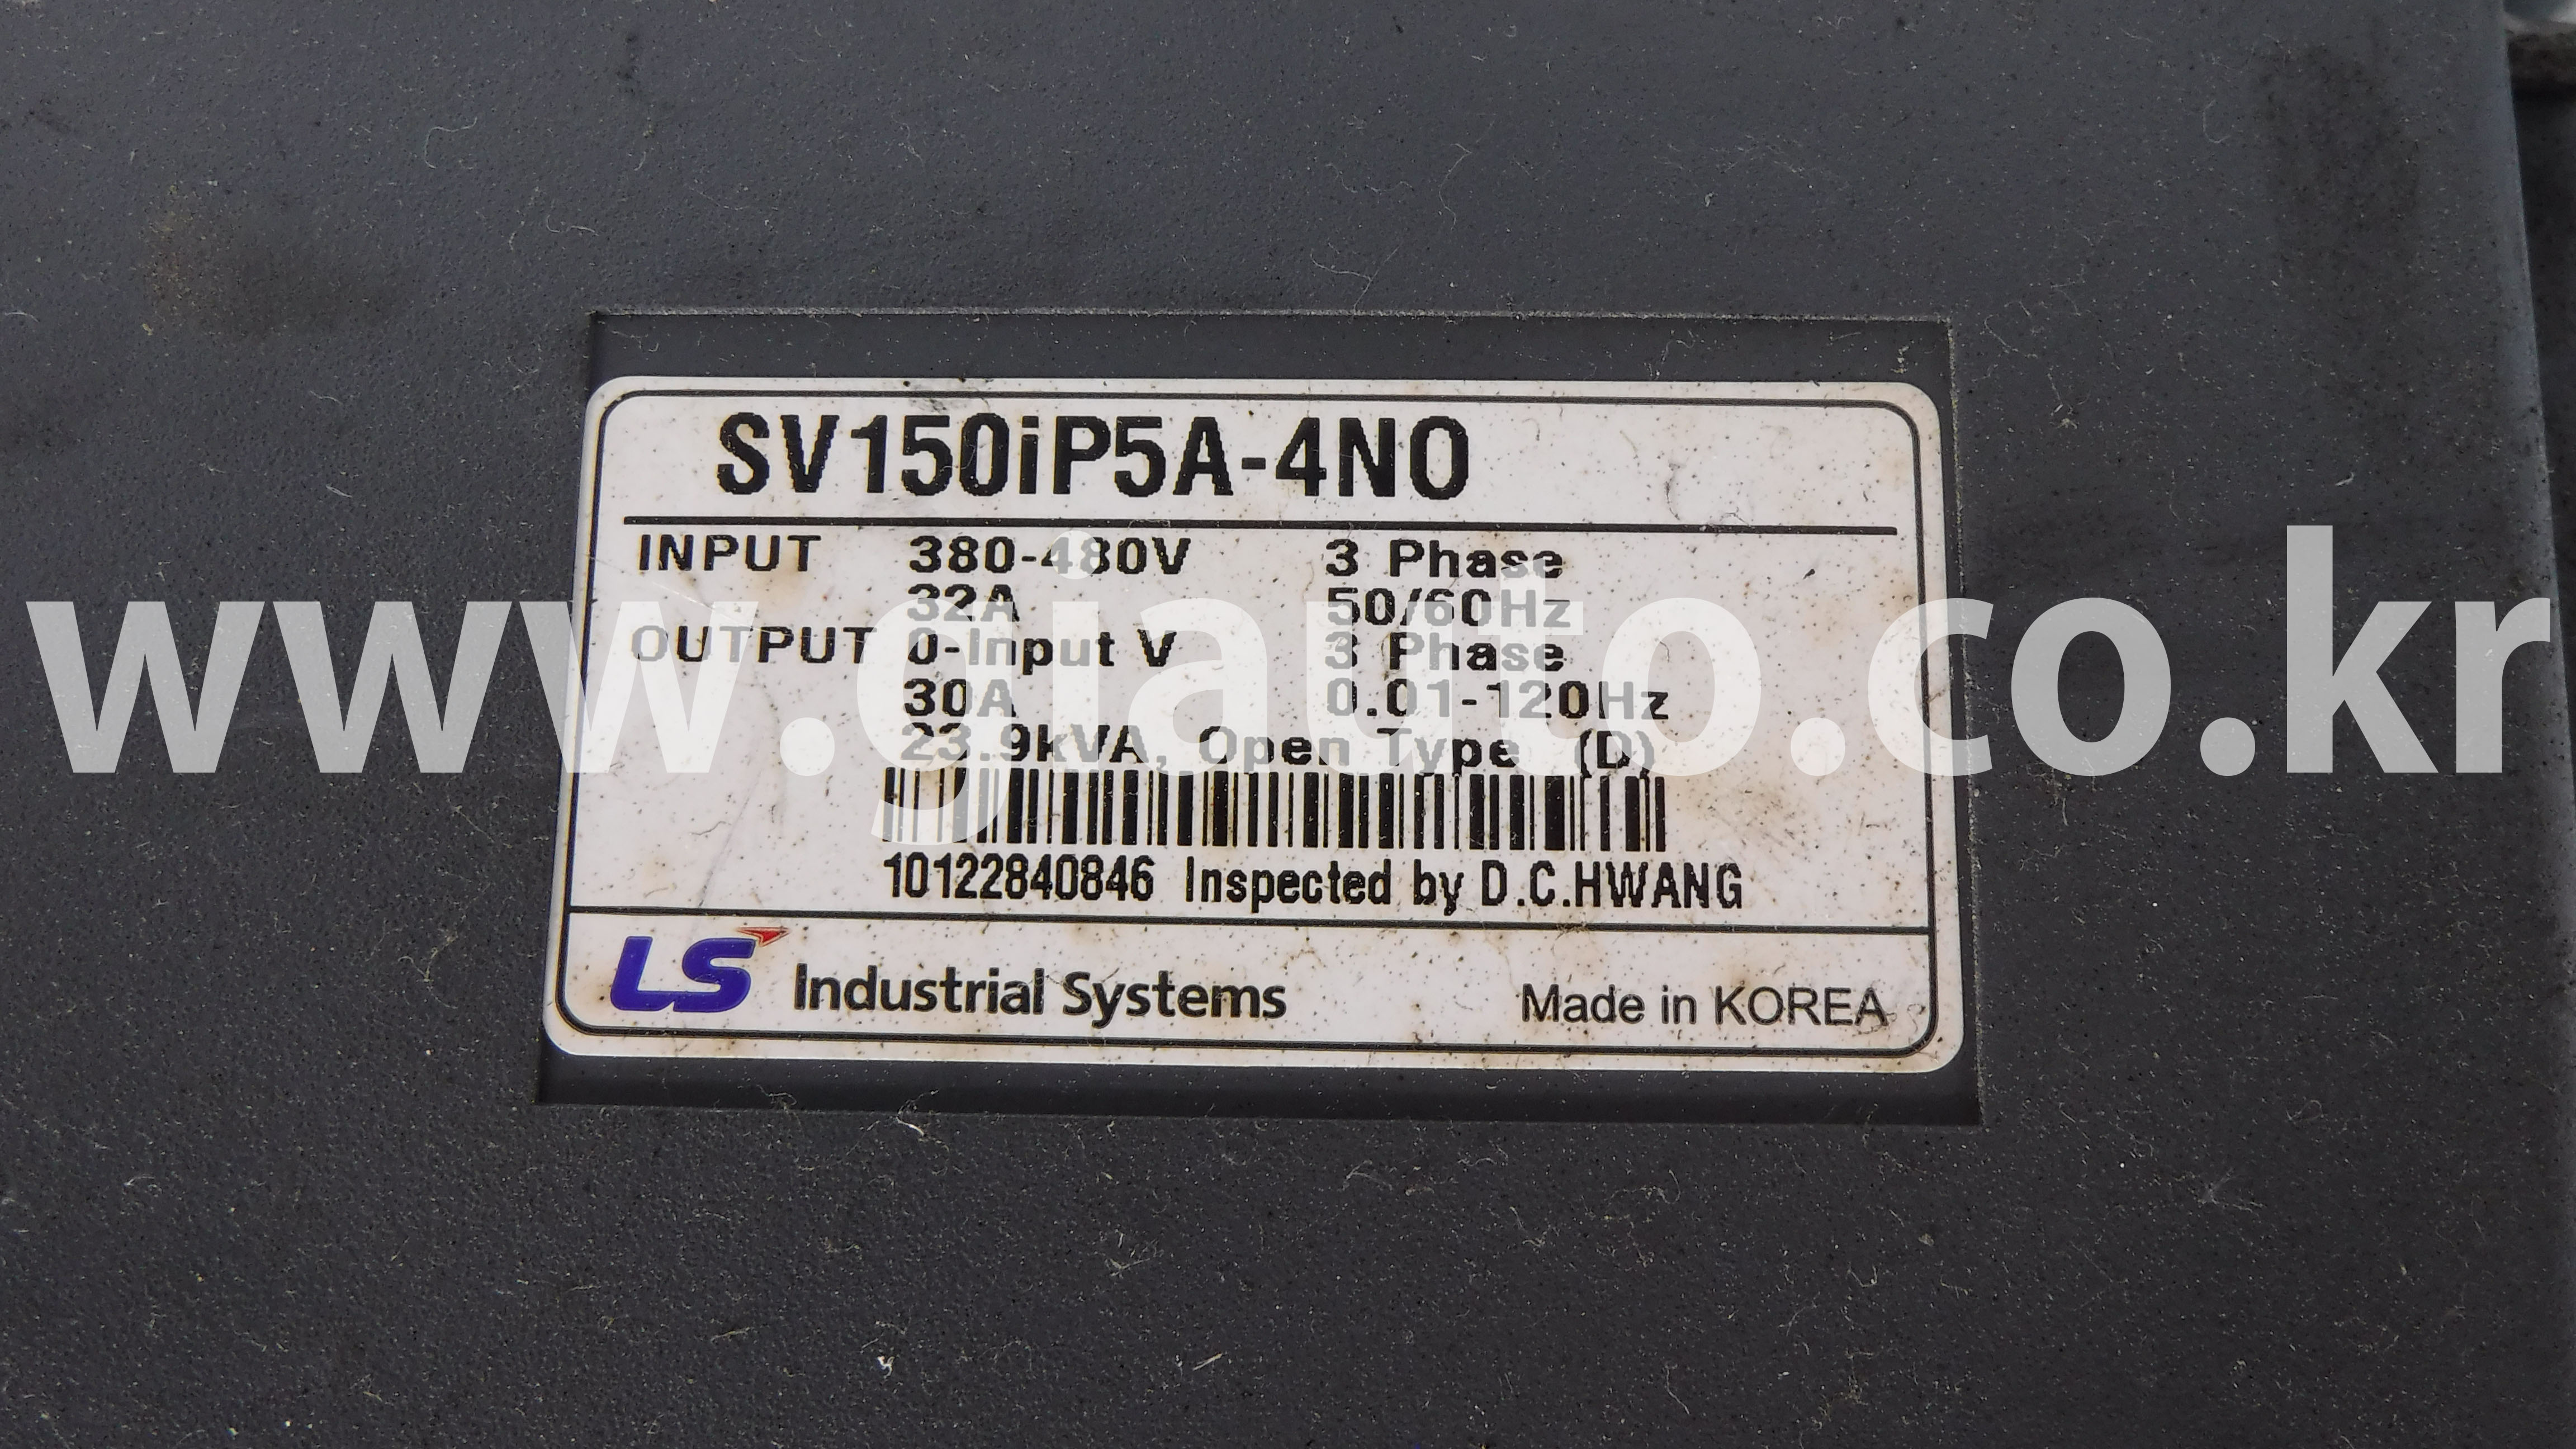 SV150iP5A-4NO
INPUT 380-480V 3 Phase
32A 50/60Hz
OUTPUT 0-Input V 3 Phase
30A 0.01-120Hz
23.9kVA, Open Type (D)
www.gjauto.co.kr
10122840846 Inspected by D.C.HWANG
LS Industrial Systems Made in KOREA